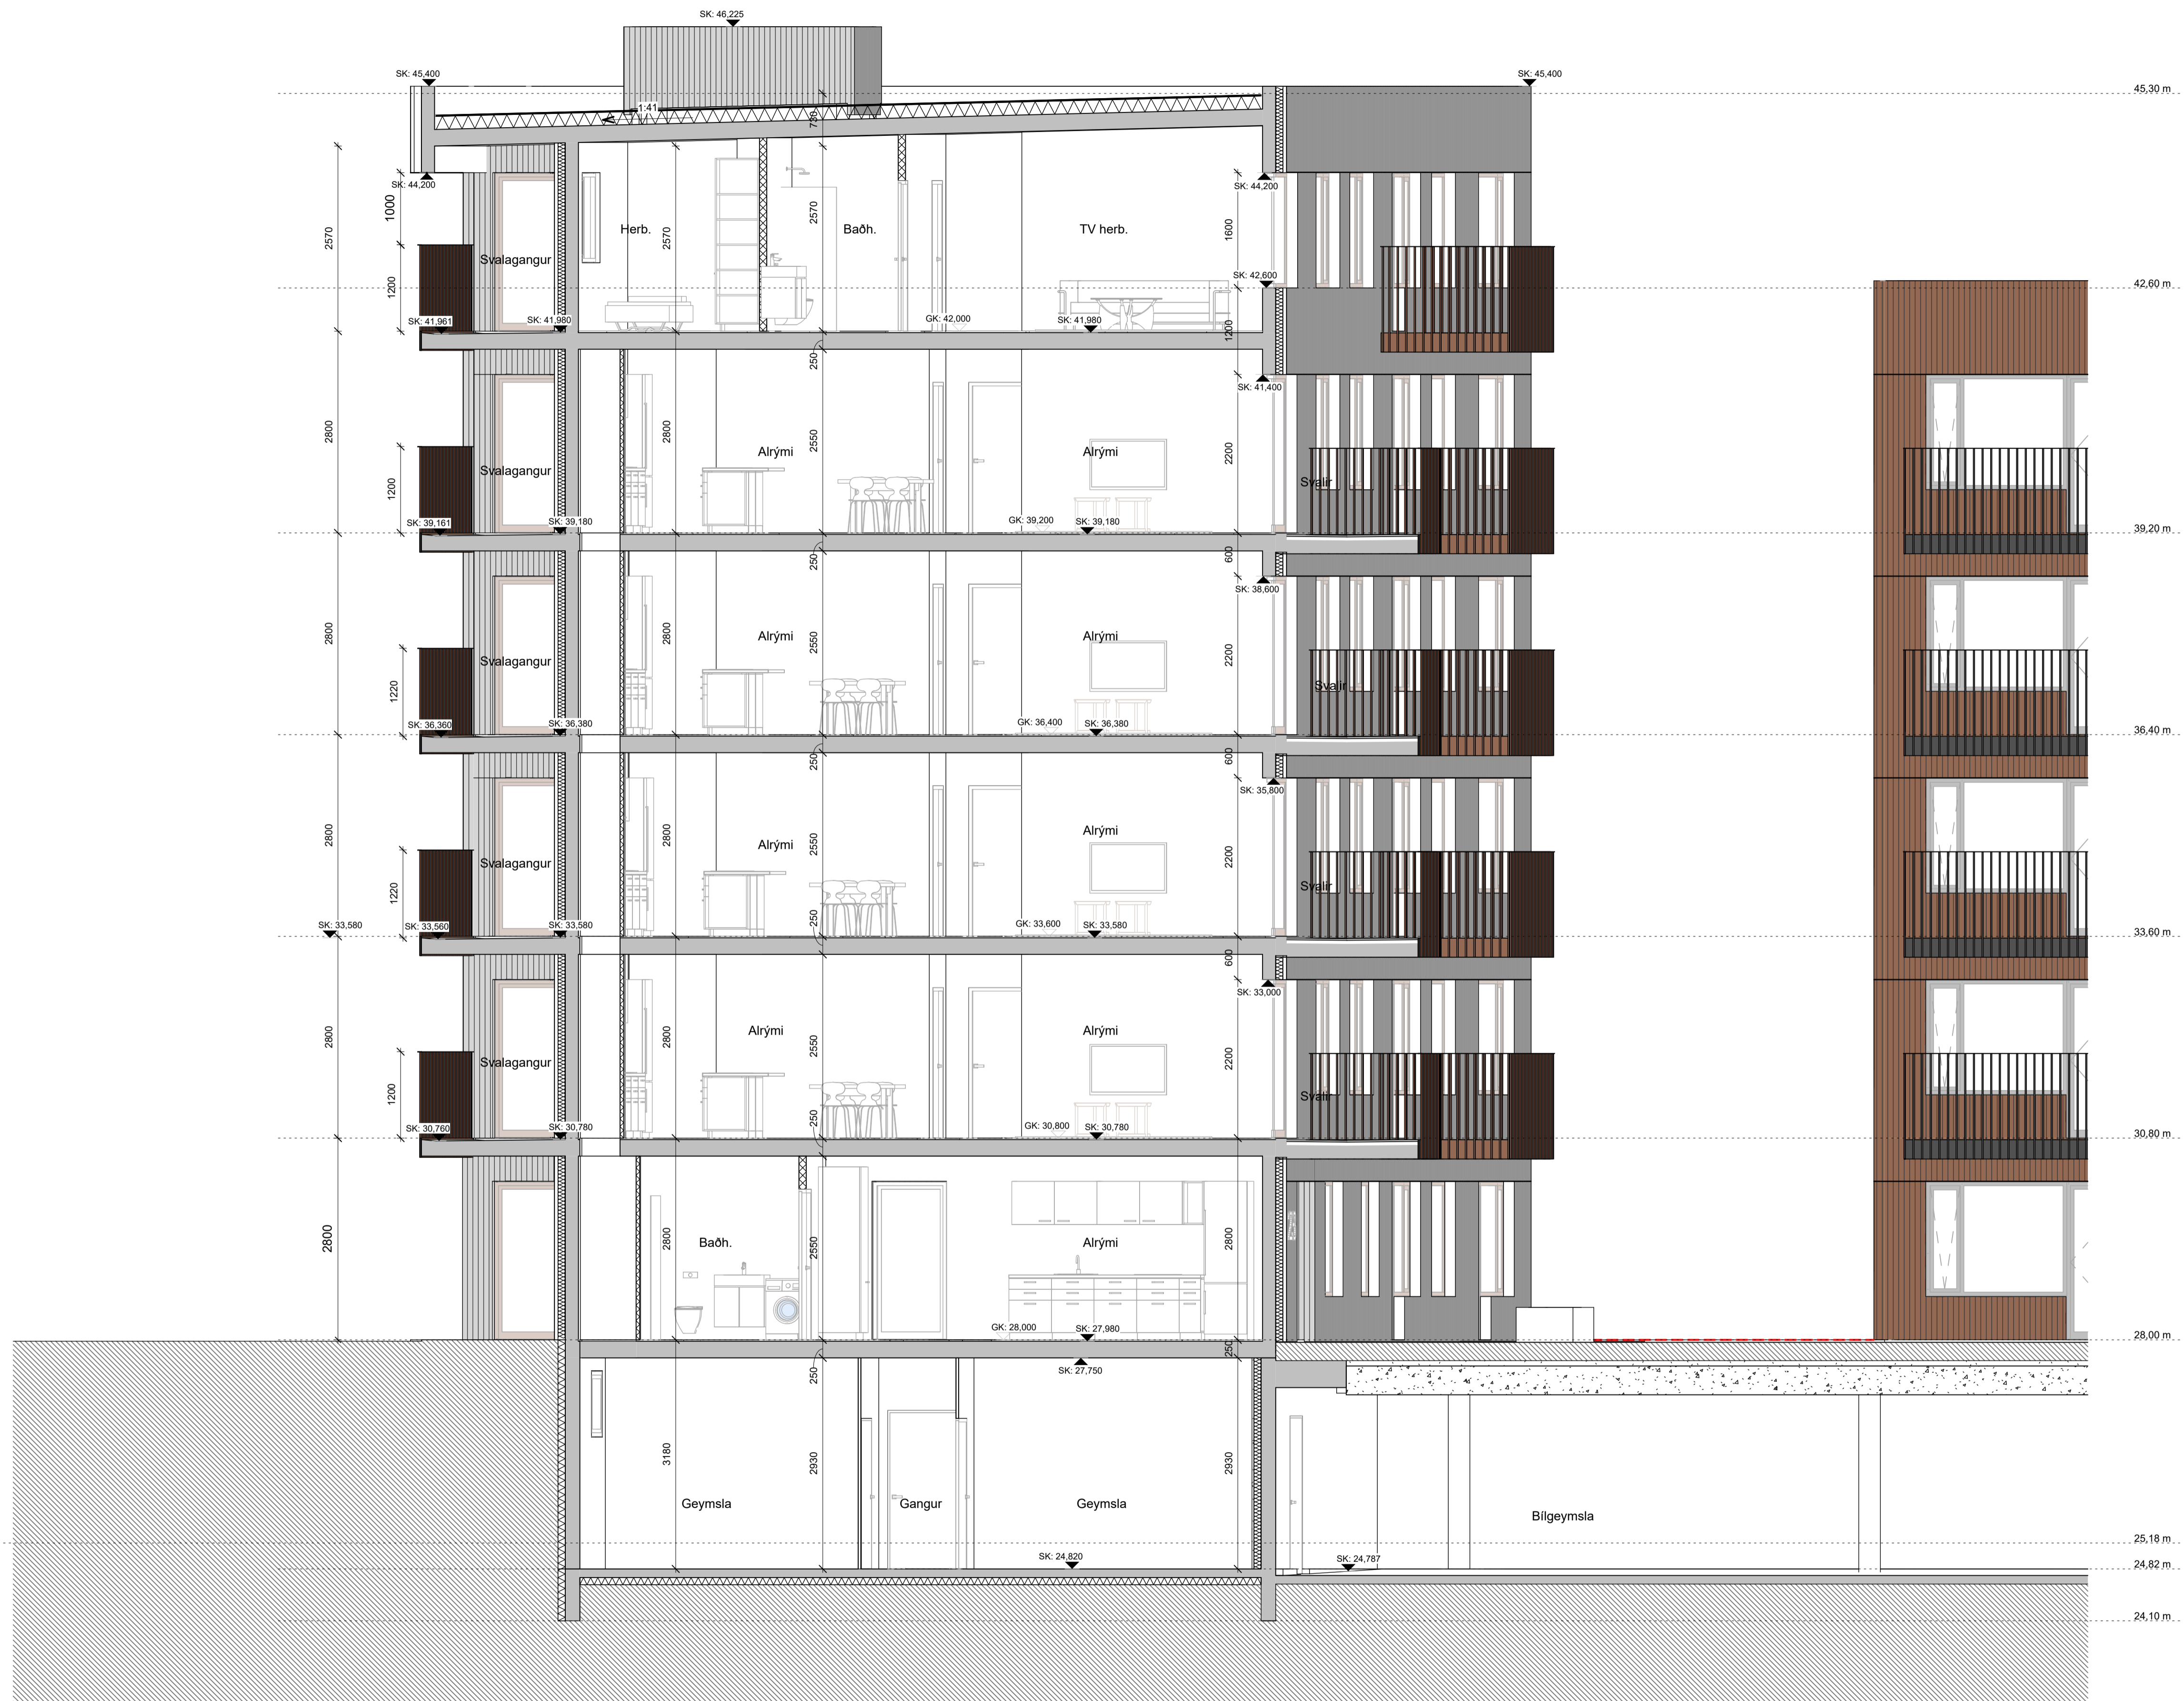 SK: 46,225
SK: 45,400
SK: 45,400
45,30 m
1:41
730
SK: 44,200
SK: 44,200
1000
2570
Svalagangur
Herb.
2570
2570
Baðh.
TV herb.
1600
1200
SK: 42,600
42,60 m
SK: 41,961
SK: 41,980
GK: 42,000
SK: 41,980
1200
250
SK: 41,400
2800
1200
Svalagangur
2800
Alrými
2550
Alrými
2200
Svalir
SK: 39,161
SK: 39,180
GK: 39,200
SK: 39,180
39,20 m
250
600
SK: 38,600
2800
1220
Svalagangur
2800
Alrými
2550
Alrými
2200
Svalir
SK: 36,360
SK: 36,380
GK: 36,400
SK: 36,380
36,40 m
250
600
SK: 35,800
2800
1220
Svalagangur
2800
Alrými
2550
Alrými
2200
Svalir
SK: 33,580
SK: 33,560
SK: 33,580
250
GK: 33,600
SK: 33,580
33,60 m
600
SK: 33,000
2800
1200
Svalagangur
2800
Alrými
2550
Alrými
2200
Svalir
SK: 30,760
SK: 30,780
250
GK: 30,800
SK: 30,780
30,80 m
2800
2800
Baðh.
2550
Alrými
2800
GK: 28,000
SK: 27,980
28,00 m
250
250
SK: 27,750
3180
2930
2930
Geymsla
Gangur
Geymsla
Bílgeymsla
25,18 m
SK: 24,820
SK: 24,787
24,82 m
24,10 m